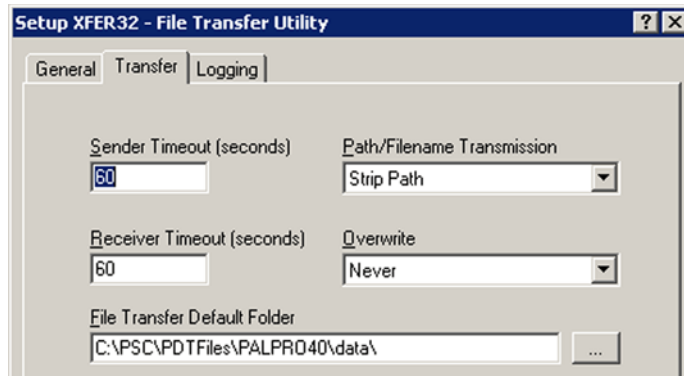 Setup XFER32 - File Transfer Utility
General Transfer Logging
Sender Timeout (seconds) Path/Filename Transmission
60 Strip Path
Receiver Timeout (seconds) Overwrite
60 Never
File Transfer Default Folder
C:\PSC\PDTFiles\PALPRO40\data\ ...